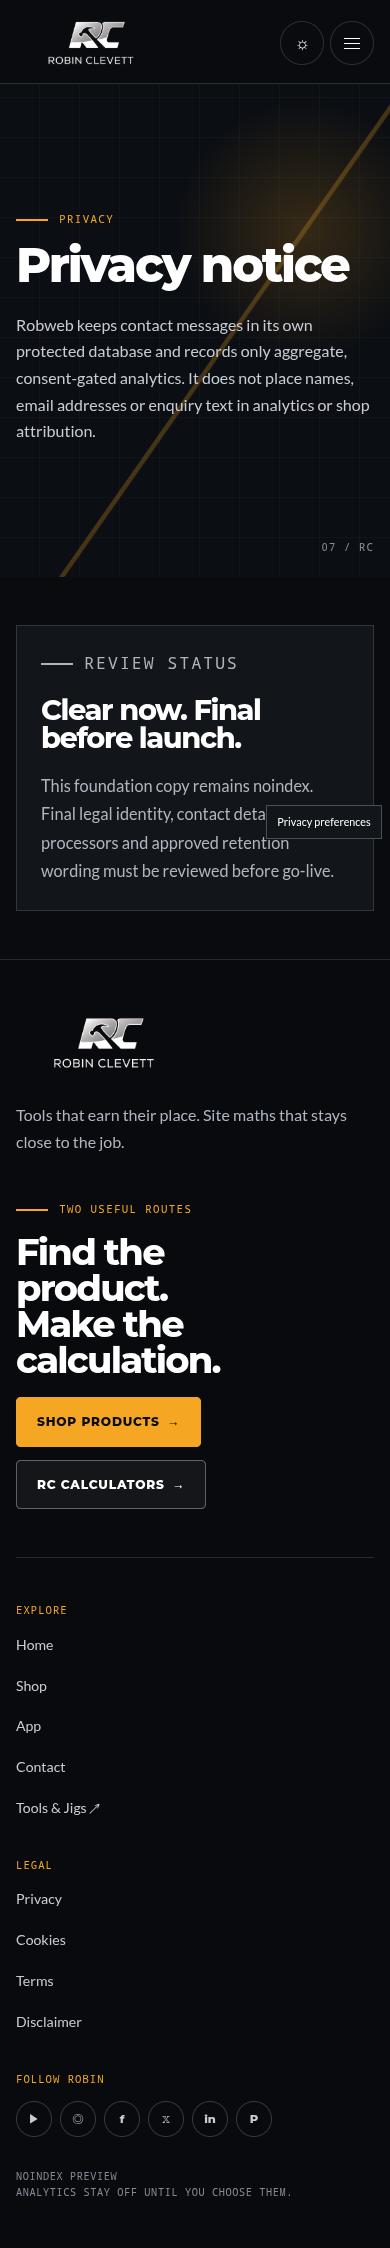 RC
ROBIN CLEVETT
PRIVACY
Privacy notice
Robweb keeps contact messages in its own
protected database and records only aggregate,
consent-gated analytics. It does not place names,
email addresses or enquiry text in analytics or shop
attribution.
07 / RC
REVIEW STATUS
Clear now. Final
before launch.
This foundation copy remains noindex.
Final legal identity, contact
Privacy preferences
processors and approved retention
wording must be reviewed before go-live.
RC
ROBIN CLEVETT
Tools that earn their place. Site maths that stays
close to the job.
TWO USEFUL ROUTES
Find the
product.
Make the
calculation.
SHOP PRODUCTS →
RC CALCULATORS →
EXPLORE
Home
Shop
App
Contact
Tools & Jigs ↗
LEGAL
Privacy
Cookies
Terms
Disclaimer
FOLLOW ROBIN
f X in P
NOINDEX PREVIEW
ANALYTICS STAY OFF UNTIL YOU CHOOSE THEM.